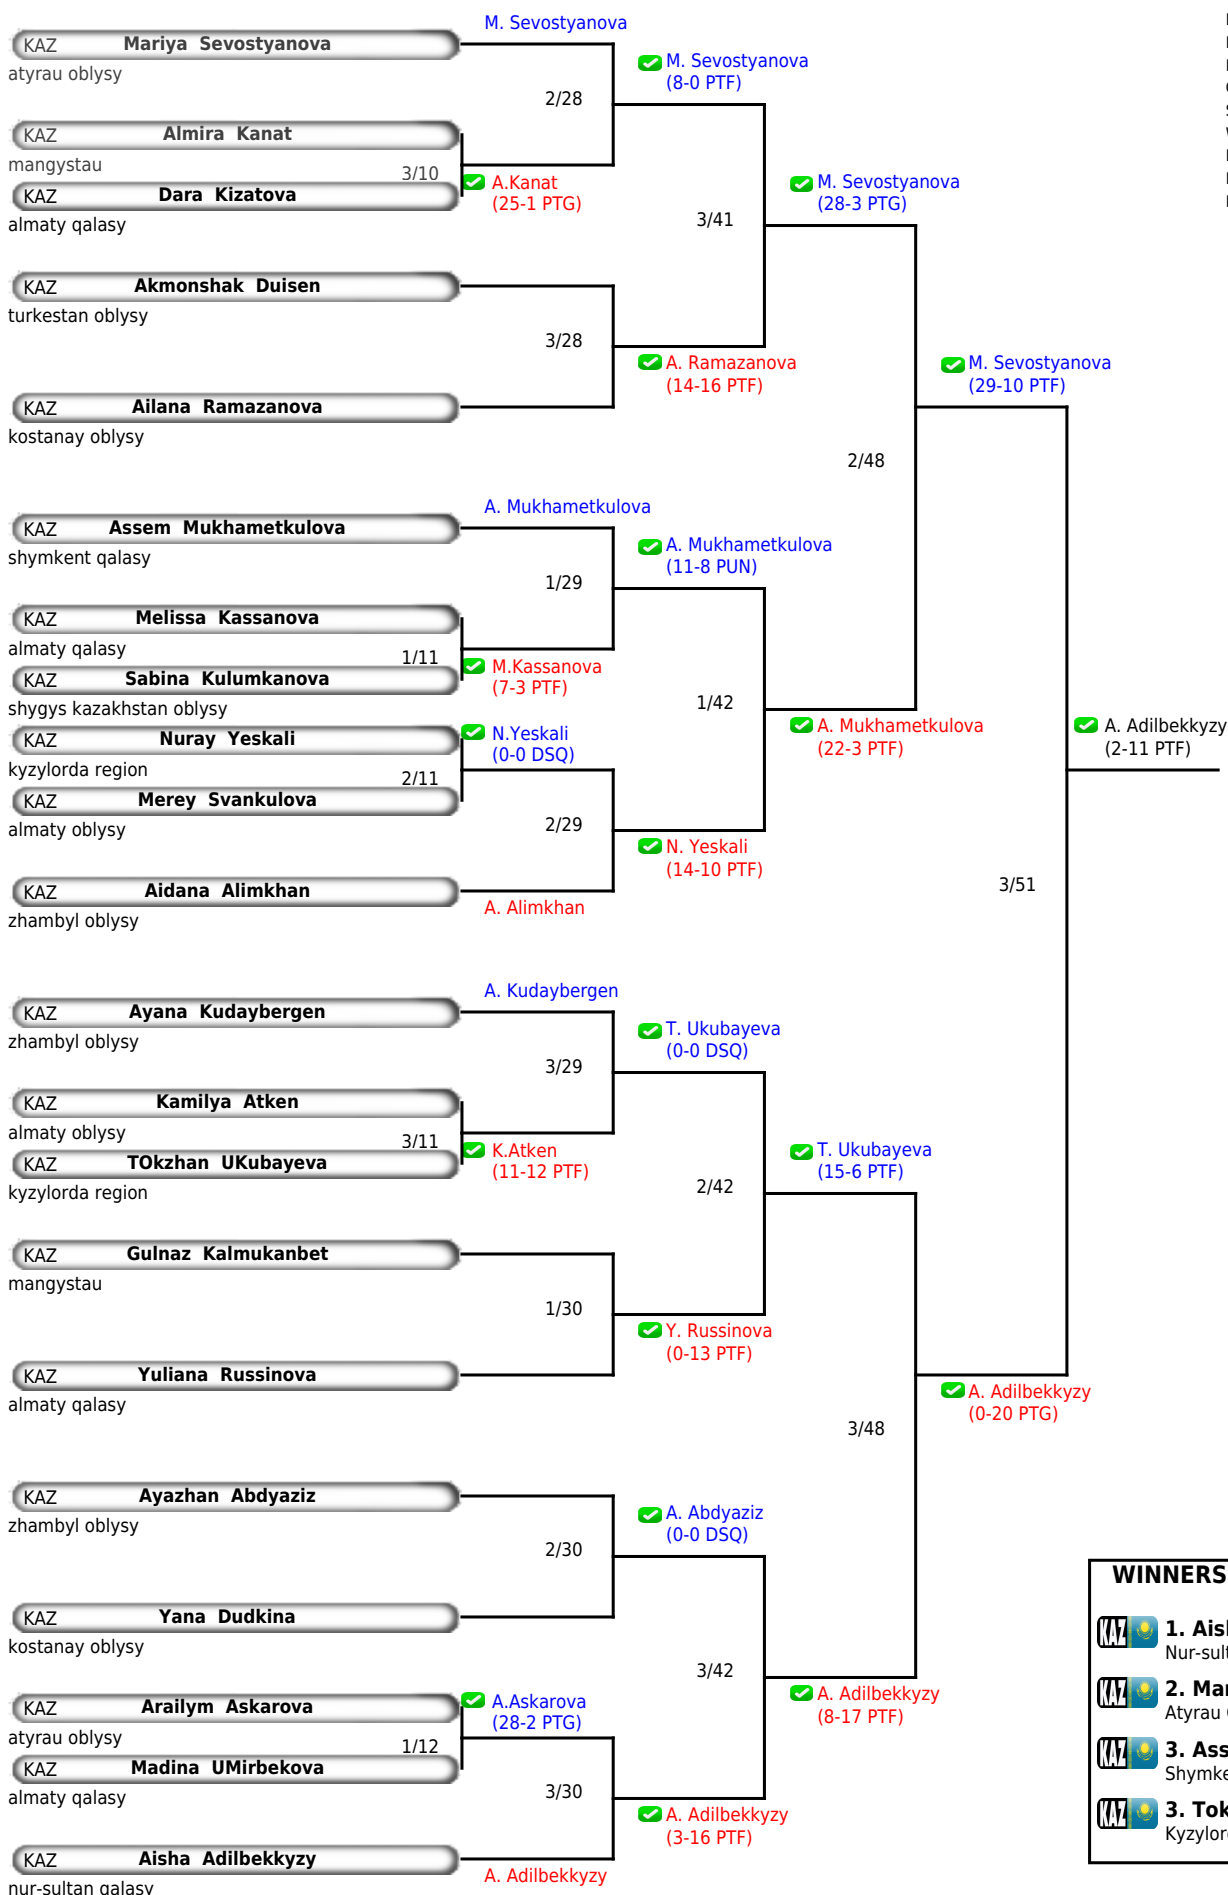 M. Sevostyanova
KAZ Mariya Sevostyanova
atyrau oblysy
M. Sevostyanova
(8-0 PTF)
2/28
KAZ Almira Kanat
mangystau
3/10
A.Kanat
(25-1 PTG)
KAZ Dara Kizatova
almaty qalasy
M. Sevostyanova
(28-3 PTG)
3/41
KAZ Akmonshak Duisen
turkestan oblysy
3/28
A. Ramazanova
(14-16 PTF)
M. Sevostyanova
(29-10 PTF)
KAZ Ailana Ramazanova
kostanay oblysy
2/48
A. Mukhametkulova
KAZ Assem Mukhametkulova
shymkent qalasy
A. Mukhametkulova
(11-8 PUN)
1/29
KAZ Melissa Kassanova
almaty qalasy
1/11
M.Kassanova
(7-3 PTF)
KAZ Sabina Kulumkanova
shygys kazakhstan oblysy
1/42
A. Mukhametkulova
(22-3 PTF)
A. Adilbekkyzy
(2-11 PTF)
KAZ Nuray Yeskali
N.Yeskali
(0-0 DSQ)
kyzylorda region
2/11
KAZ Merey Svankulova
almaty oblysy
2/29
N. Yeskali
(14-10 PTF)
KAZ Aidana Alimkhan
zhambyl oblysy
A. Alimkhan
3/51
A. Kudaybergen
KAZ Ayana Kudaybergen
zhambyl oblysy
T. Ukubayeva
(0-0 DSQ)
3/29
KAZ Kamilya Atken
almaty oblysy
3/11
K.Atken
(11-12 PTF)
KAZ TOkzhan UKubayeva
kyzylorda region
T. Ukubayeva
(15-6 PTF)
2/42
KAZ Gulnaz Kalmukanbet
mangystau
1/30
Y. Russinova
(0-13 PTF)
KAZ Yuliana Russinova
almaty qalasy
A. Adilbekkyzy
(0-20 PTG)
3/48
KAZ Ayazhan Abdyaziz
zhambyl oblysy
A. Abdyaziz
(0-0 DSQ)
2/30
KAZ Yana Dudkina
kostanay oblysy
3/42
A. Adilbekkyzy
(8-17 PTF)
KAZ Arailym Askarova
A.Askarova
(28-2 PTG)
atyrau oblysy
1/12
KAZ Madina UMirbekova
almaty qalasy
3/30
A. Adilbekkyzy
(3-16 PTF)
KAZ Aisha Adilbekkyzy
nur-sultan qalasy
A. Adilbekkyzy
WINNERS
KAZ 1.
KAZ 2.
Atyrau
KAZ 3.
KAZ 3.